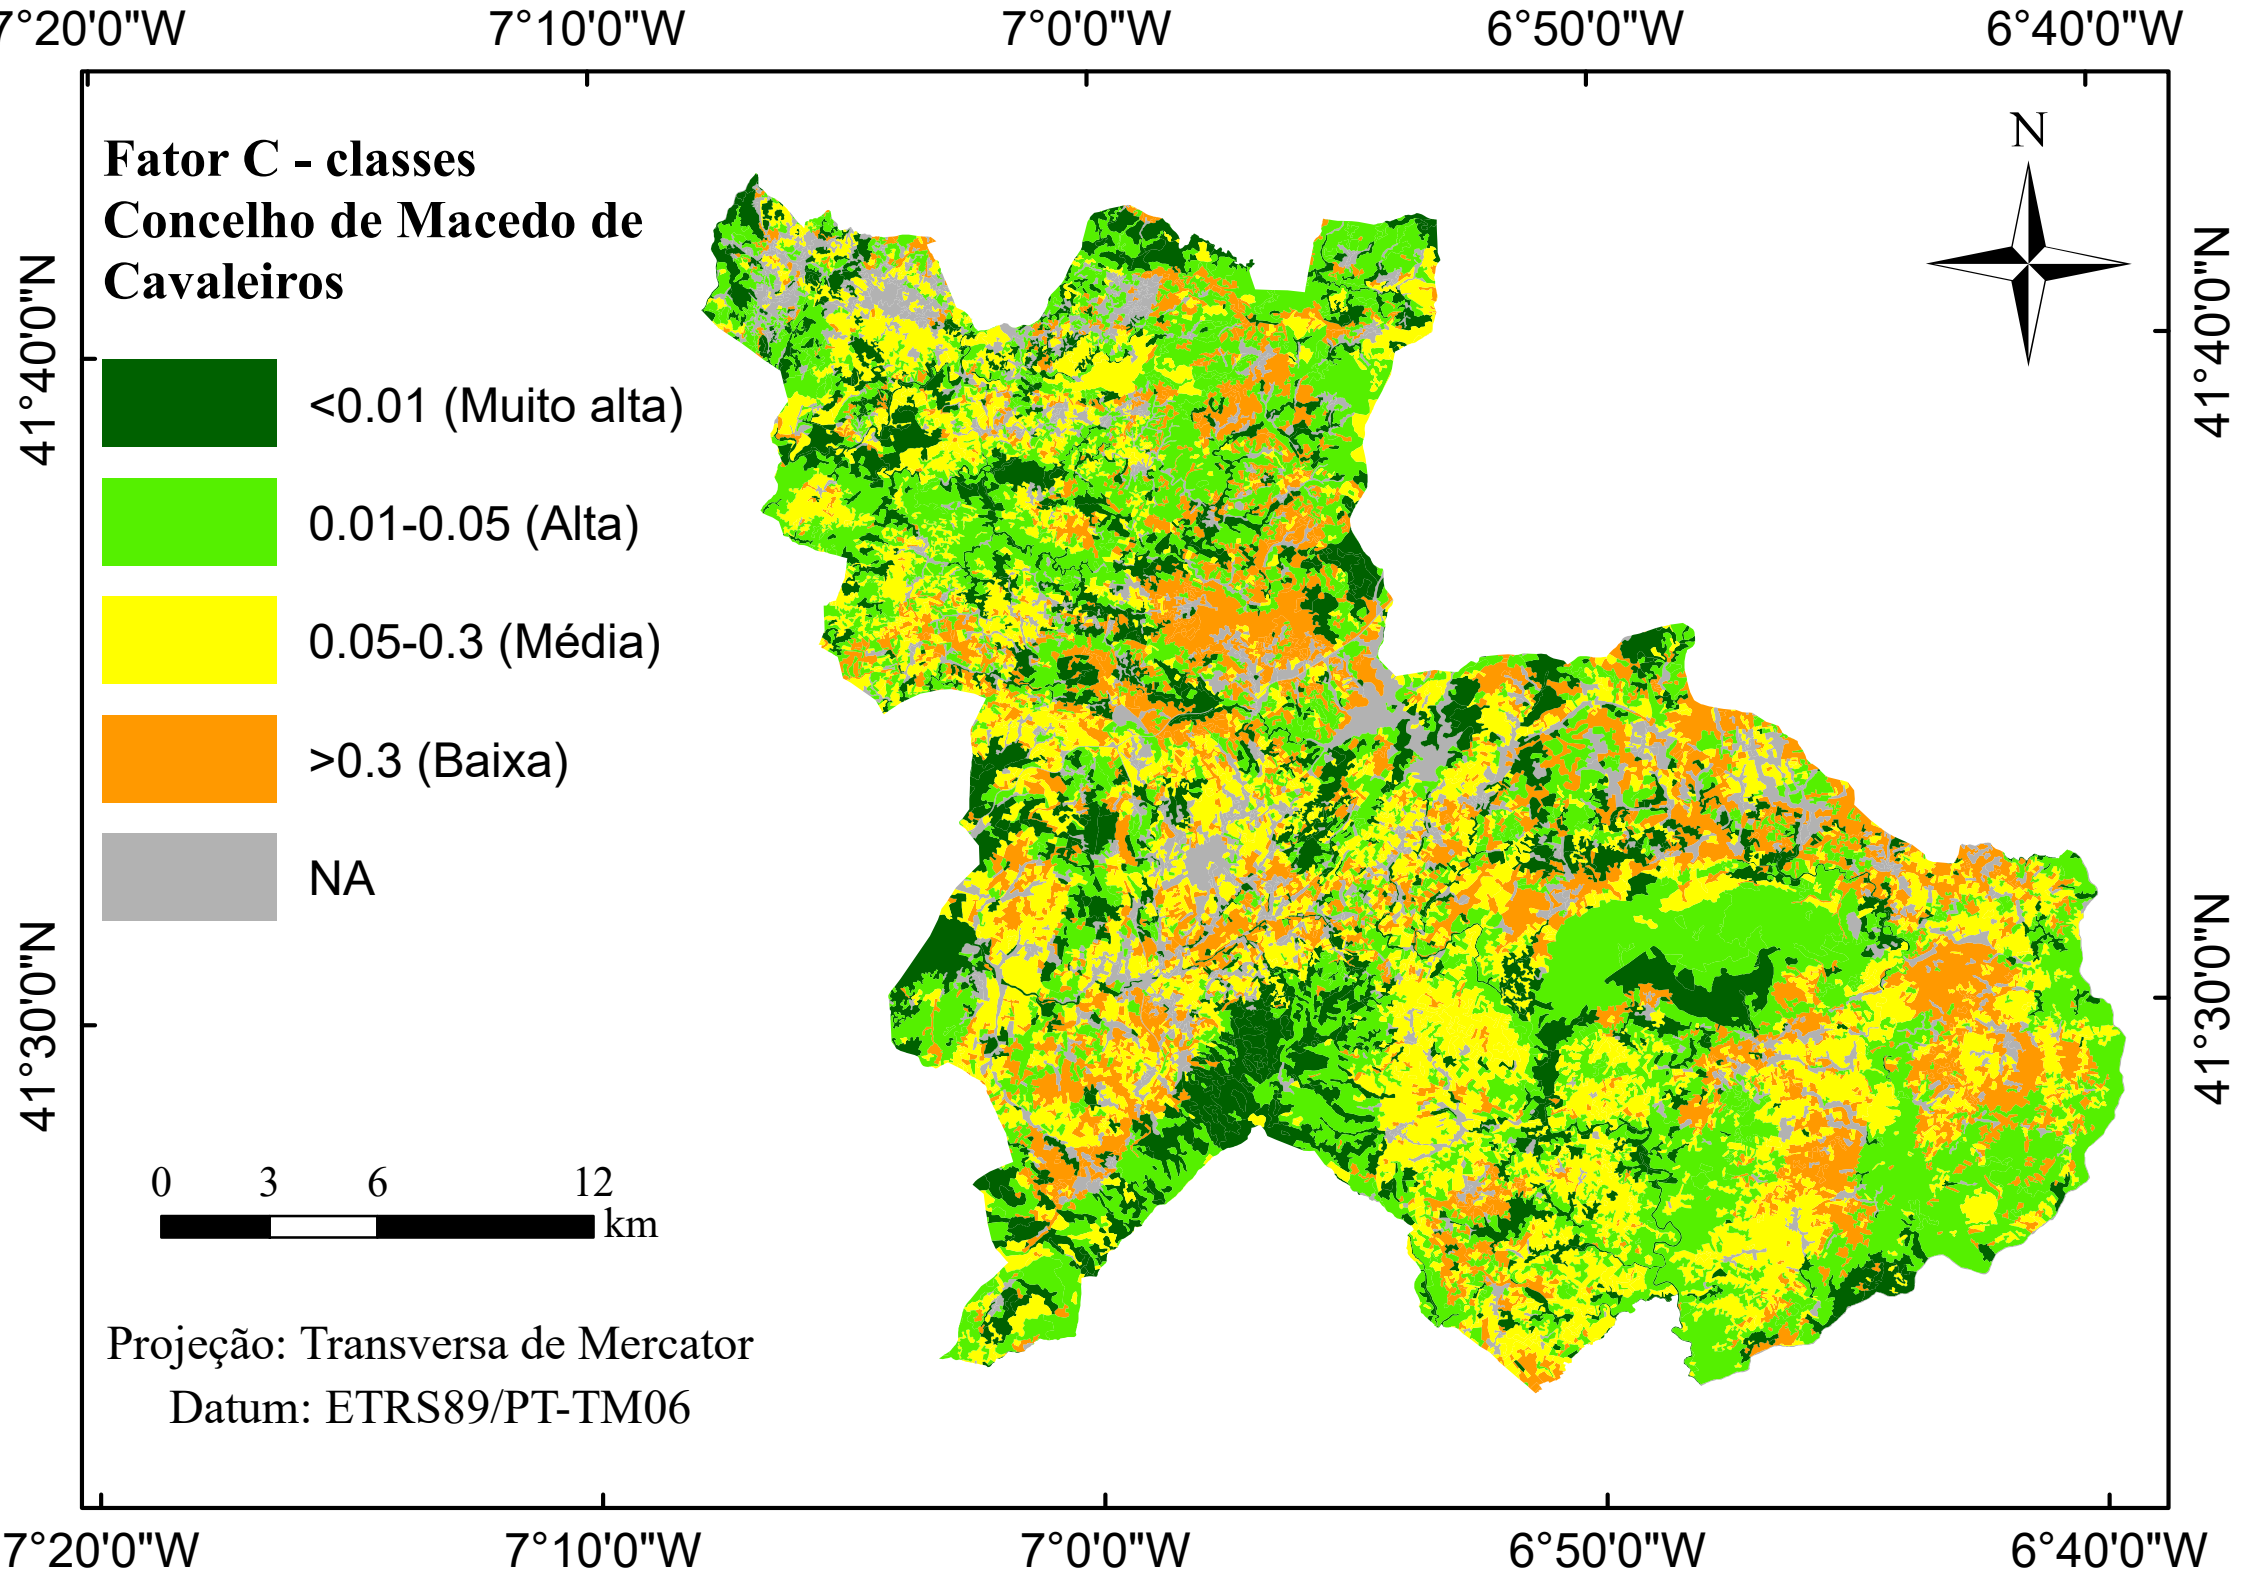 7°20'0"W 7°10'0"W 7°0'0"W 6°50'0"W 6°40'0"W
N
Fator C - classes
Concelho de Macedo de
Cavaleiros
41°40'0"N 41°40'0"N
<0.01 (Muito alta)
0.01-0.05 (Alta)
0.05-0.3 (Média)
>0.3 (Baixa)
NA
41°30'0"N 41°30'0"N
0 3 6 12
km
Projeção: Transversa de Mercator
Datum: ETRS89/PT-TM06
7°20'0"W 7°10'0"W 7°0'0"W 6°50'0"W 6°40'0"W